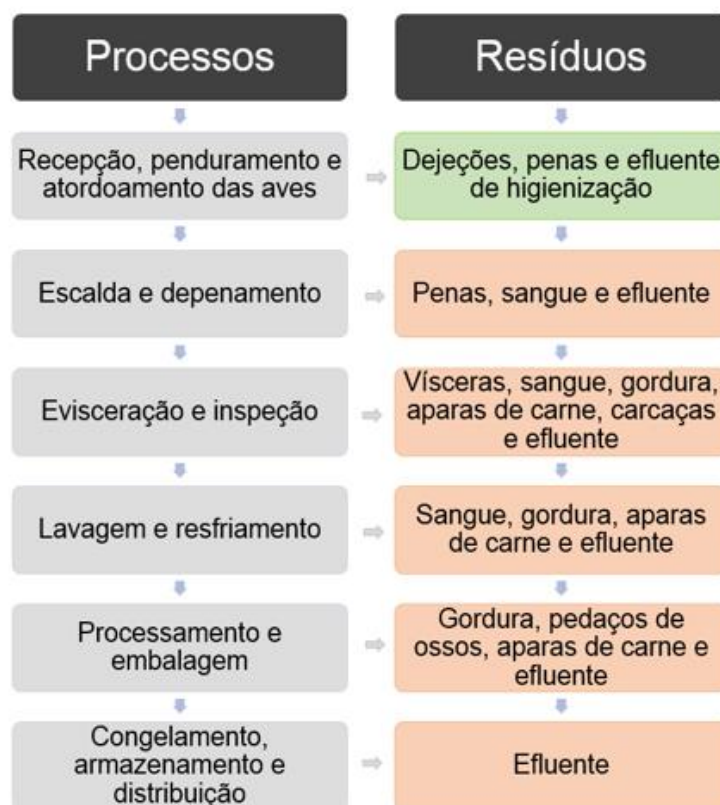 Processos
Resíduos
Recepção, penduramento e
atordoamento das aves
Dejeções, penas e efluente
de higienização
Escalda e depenamento
Penas, sangue e efluente
Evisceração e inspeção
Vísceras, sangue, gordura,
aparas de carne, carcaças
e efluente
Lavagem e resfriamento
Sangue, gordura, aparas
de carne e efluente
Processamento e
embalagem
Gordura, pedaços de
ossos, aparas de carne e
efluente
Congelamento,
armazenamento e
distribuição
Efluente